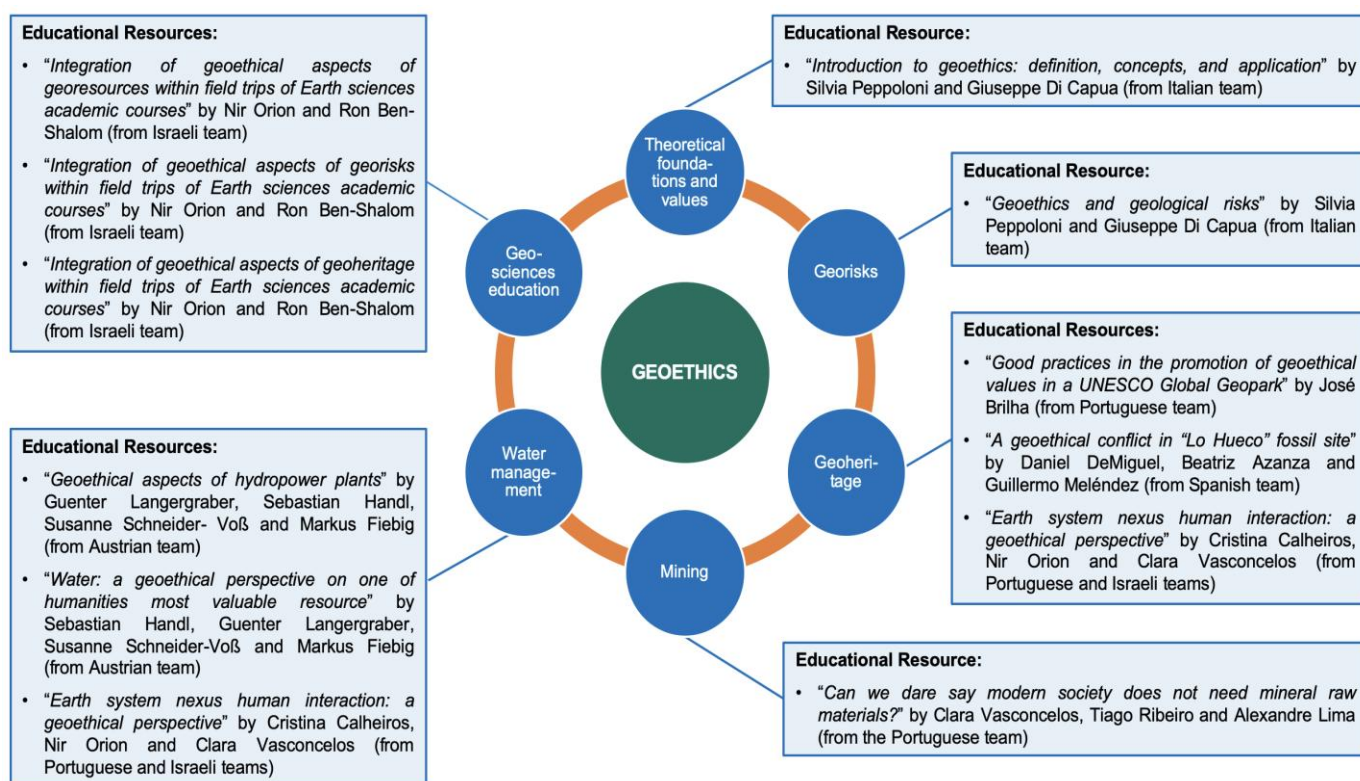 Educational Resources:
• “Integration of geoethical aspects of
georesources within field trips of Earth sciences
academic courses” by Nir Orion and Ron Ben-
Shalom (from Israeli team)
• “Integration of geoethical aspects of georisks
within field trips of Earth sciences academic
courses” by Nir Orion and Ron Ben-Shalom
(from Israeli team)
• “Integration of geoethical aspects of geoheritage
within field trips of Earth sciences academic
courses” by Nir Orion and Ron Ben-Shalom
(from Israeli team)
Educational Resource:
• “Introduction to geoethics: definition, concepts, and application” by
Silvia Peppoloni and Giuseppe Di Capua (from Italian team)
Theoretical
founda-
tions and
values
Educational Resource:
• “Geoethics and geological risks” by Silvia
Peppoloni and Giuseppe Di Capua (from Italian
team)
Geo-
sciences
education
Georisks
GEOETHICS
Educational Resources:
• “Good practices in the promotion of geoethical
values in a UNESCO Global Geopark” by José
Brilha (from Portuguese team)
• “A geoethical conflict in “Lo Hueco” fossil site”
by Daniel DeMiguel, Beatriz Azanza and
Guillermo Meléndez (from Spanish team)
• “Earth system nexus human interaction: a
geoethical perspective” by Cristina Calheiros,
Nir Orion and Clara Vasconcelos (from
Portuguese and Israeli teams)
Educational Resources:
• “Geoethical aspects of hydropower plants” by
Guenter Langergraber, Sebastian Handl,
Susanne Schneider- Voß and Markus Fiebig
(from Austrian team)
• “Water: a geoethical perspective on one of
humanities most valuable resource” by
Sebastian Handl, Guenter Langergraber,
Susanne Schneider-Voß and Markus Fiebig
(from Austrian team)
• “Earth system nexus human interaction: a
geoethical perspective” by Cristina Calheiros,
Nir Orion and Clara Vasconcelos (from
Portuguese and Israeli teams)
Water
manage-
ment
Geoheri-
tage
Mining
Educational Resource:
• “Can we dare say modern society does not need mineral raw
materials?” by Clara Vasconcelos, Tiago Ribeiro and Alexandre Lima
(from the Portuguese team)